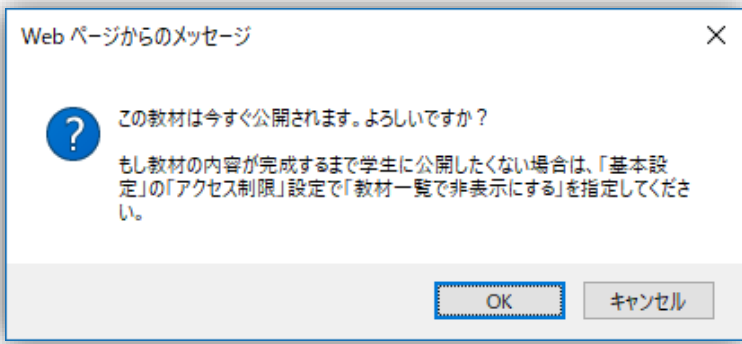 Web ページからのメッセージ
この教材は今すぐ公開されます。よろしいですか？
もし教材の内容が完成するまで学生に公開したくない場合は、「基本設
定」の「アクセス制限」設定で「教材一覧で非表示にする」を指定してくださ
い。
OK
キャンセル